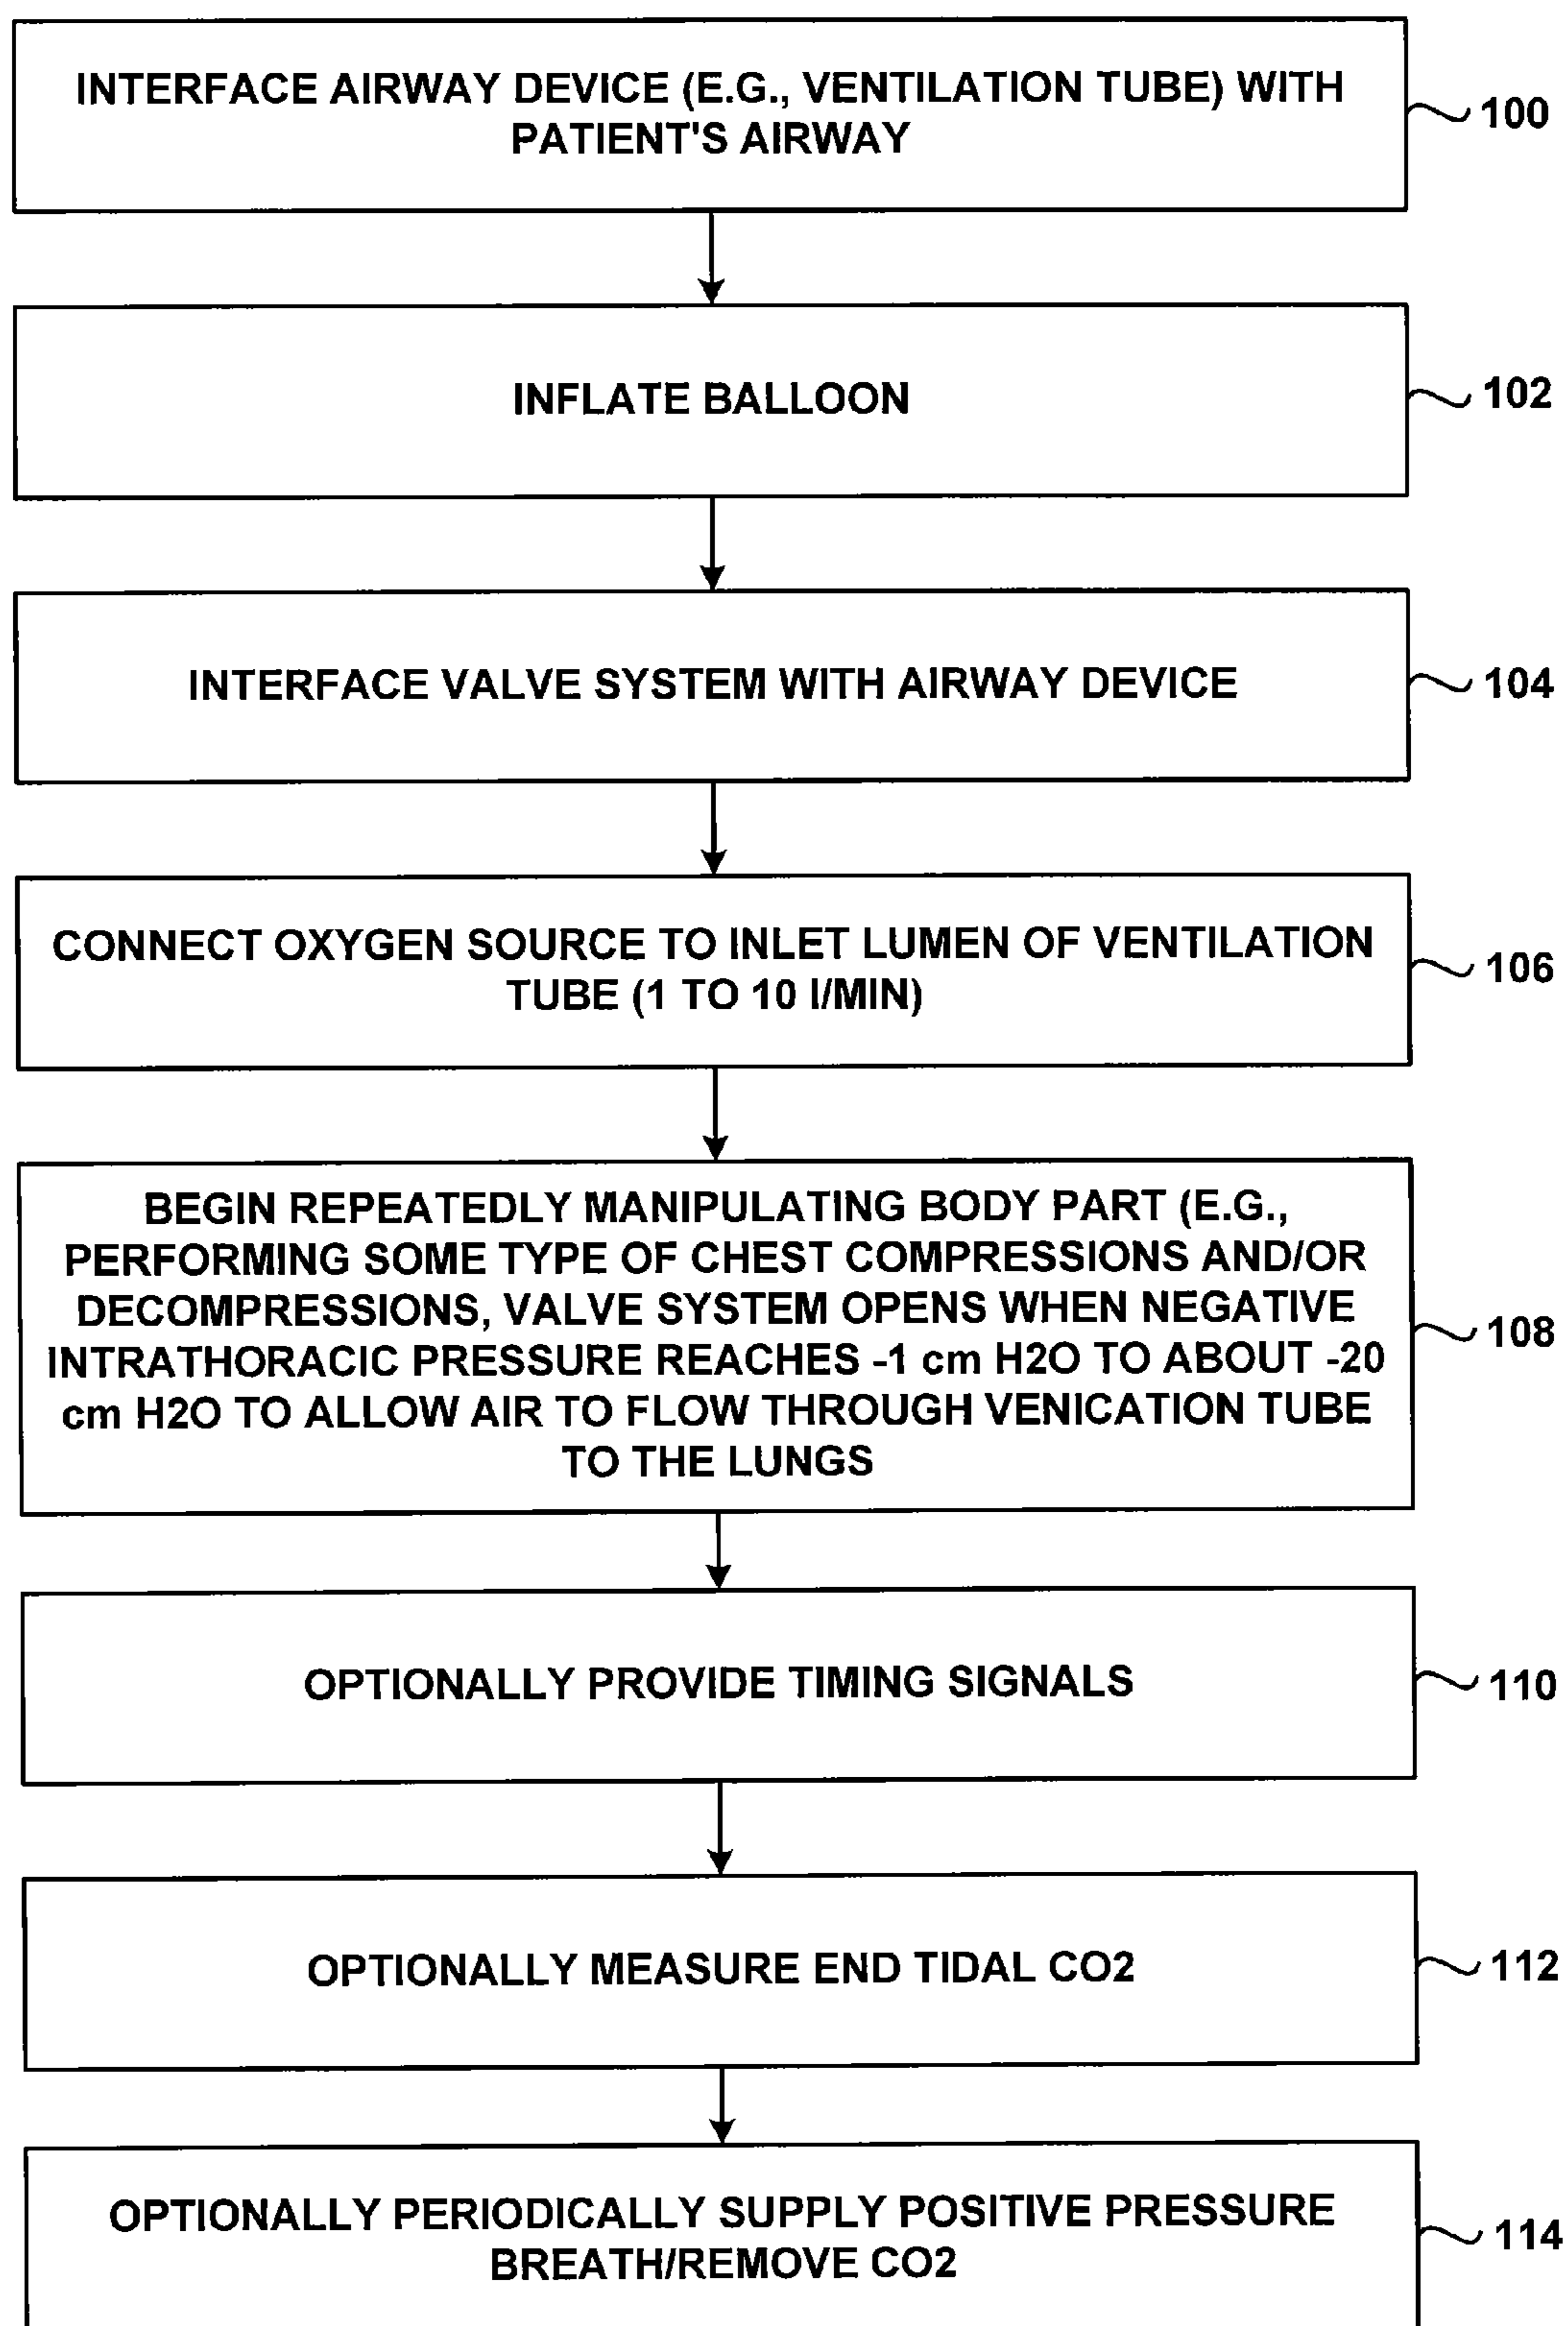 INTERFACE AIRWAY DEVICE (E.G., VENTILATION TUBE) WITH
PATIENT'S AIRWAY
100
INFLATE BALLOON
102
INTERFACE VALVE SYSTEM WITH AIRWAY DEVICE
104
CONNECT OXYGEN SOURCE TO INLET LUMEN OF VENTILATION
TUBE (1 TO 10 l/MIN)
106
BEGIN REPEATEDLY MANIPULATING BODY PART (E.G.,
PERFORMING SOME TYPE OF CHEST COMPRESSIONS AND/OR
DECOMPRESSIONS, VALVE SYSTEM OPENS WHEN NEGATIVE
INTRATHORACIC PRESSURE REACHES -1 cm H2O TO ABOUT -20
cm H2O TO ALLOW AIR TO FLOW THROUGH VENICATION TUBE
TO THE LUNGS
108
OPTIONALLY PROVIDE TIMING SIGNALS
110
OPTIONALLY MEASURE END TIDAL CO2
112
OPTIONALLY PERIODICALLY SUPPLY POSITIVE PRESSURE
BREATH/REMOVE CO2
114